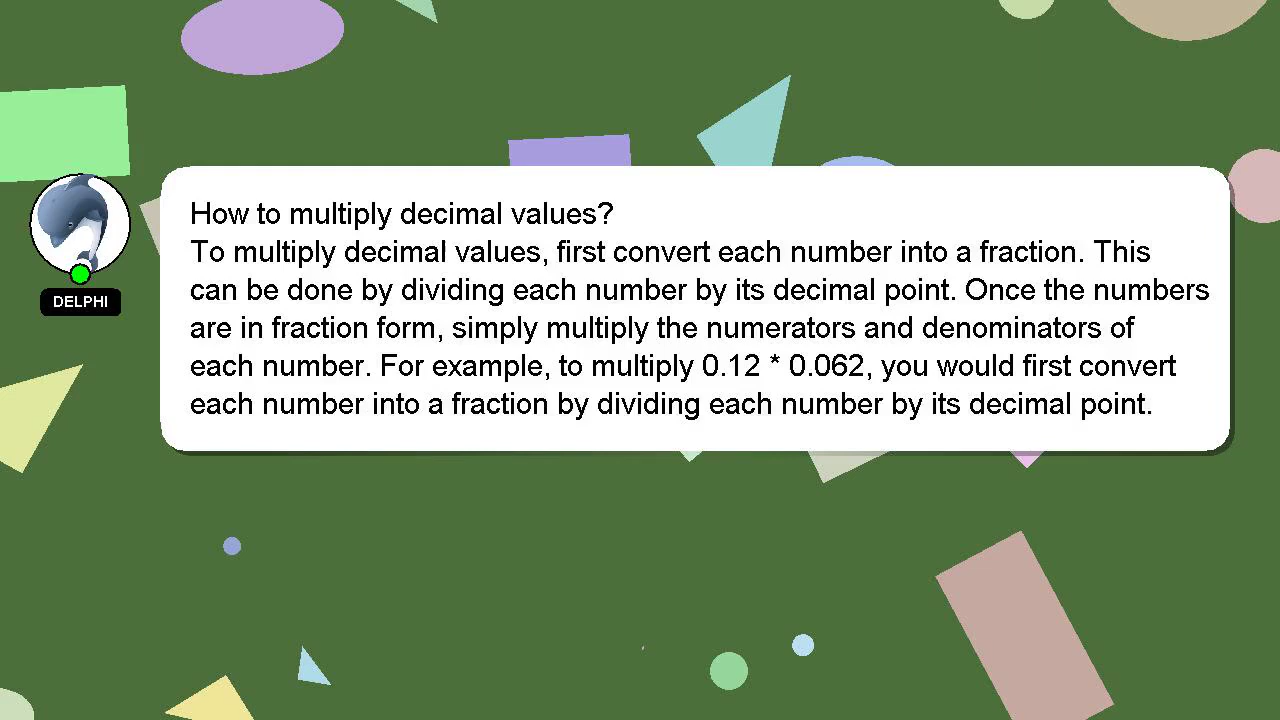 How to multiply decimal values?
To multiply decimal values, first convert each number into a fraction. This
can be done by dividing each number by its decimal point. Once the numbers
are in fraction form, simply multiply the numerators and denominators of
each number. For example, to multiply 0.12 * 0.062, you would first convert
each number into a fraction by dividing each number by its decimal point.
DELPHI